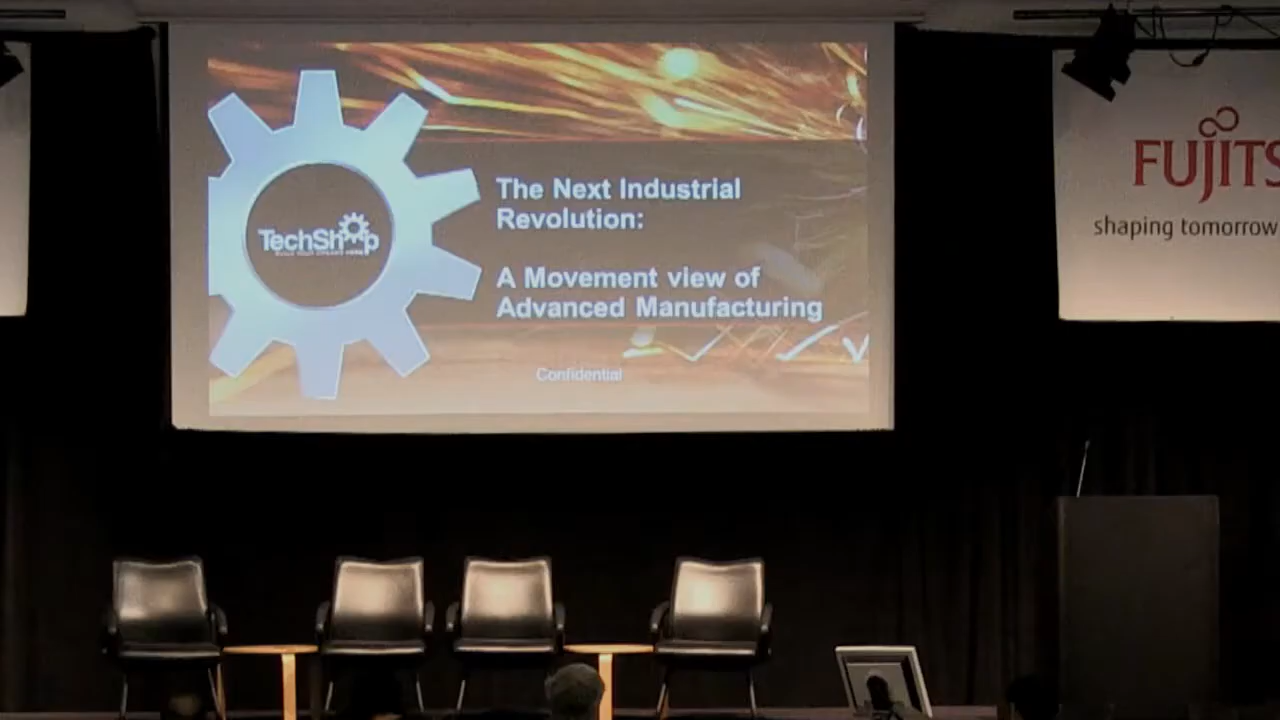 TechShop
The Next Industrial
Revolution:
A Movement view of
Advanced Manufacturing
Confidential
FUJITS
shaping tomorrow